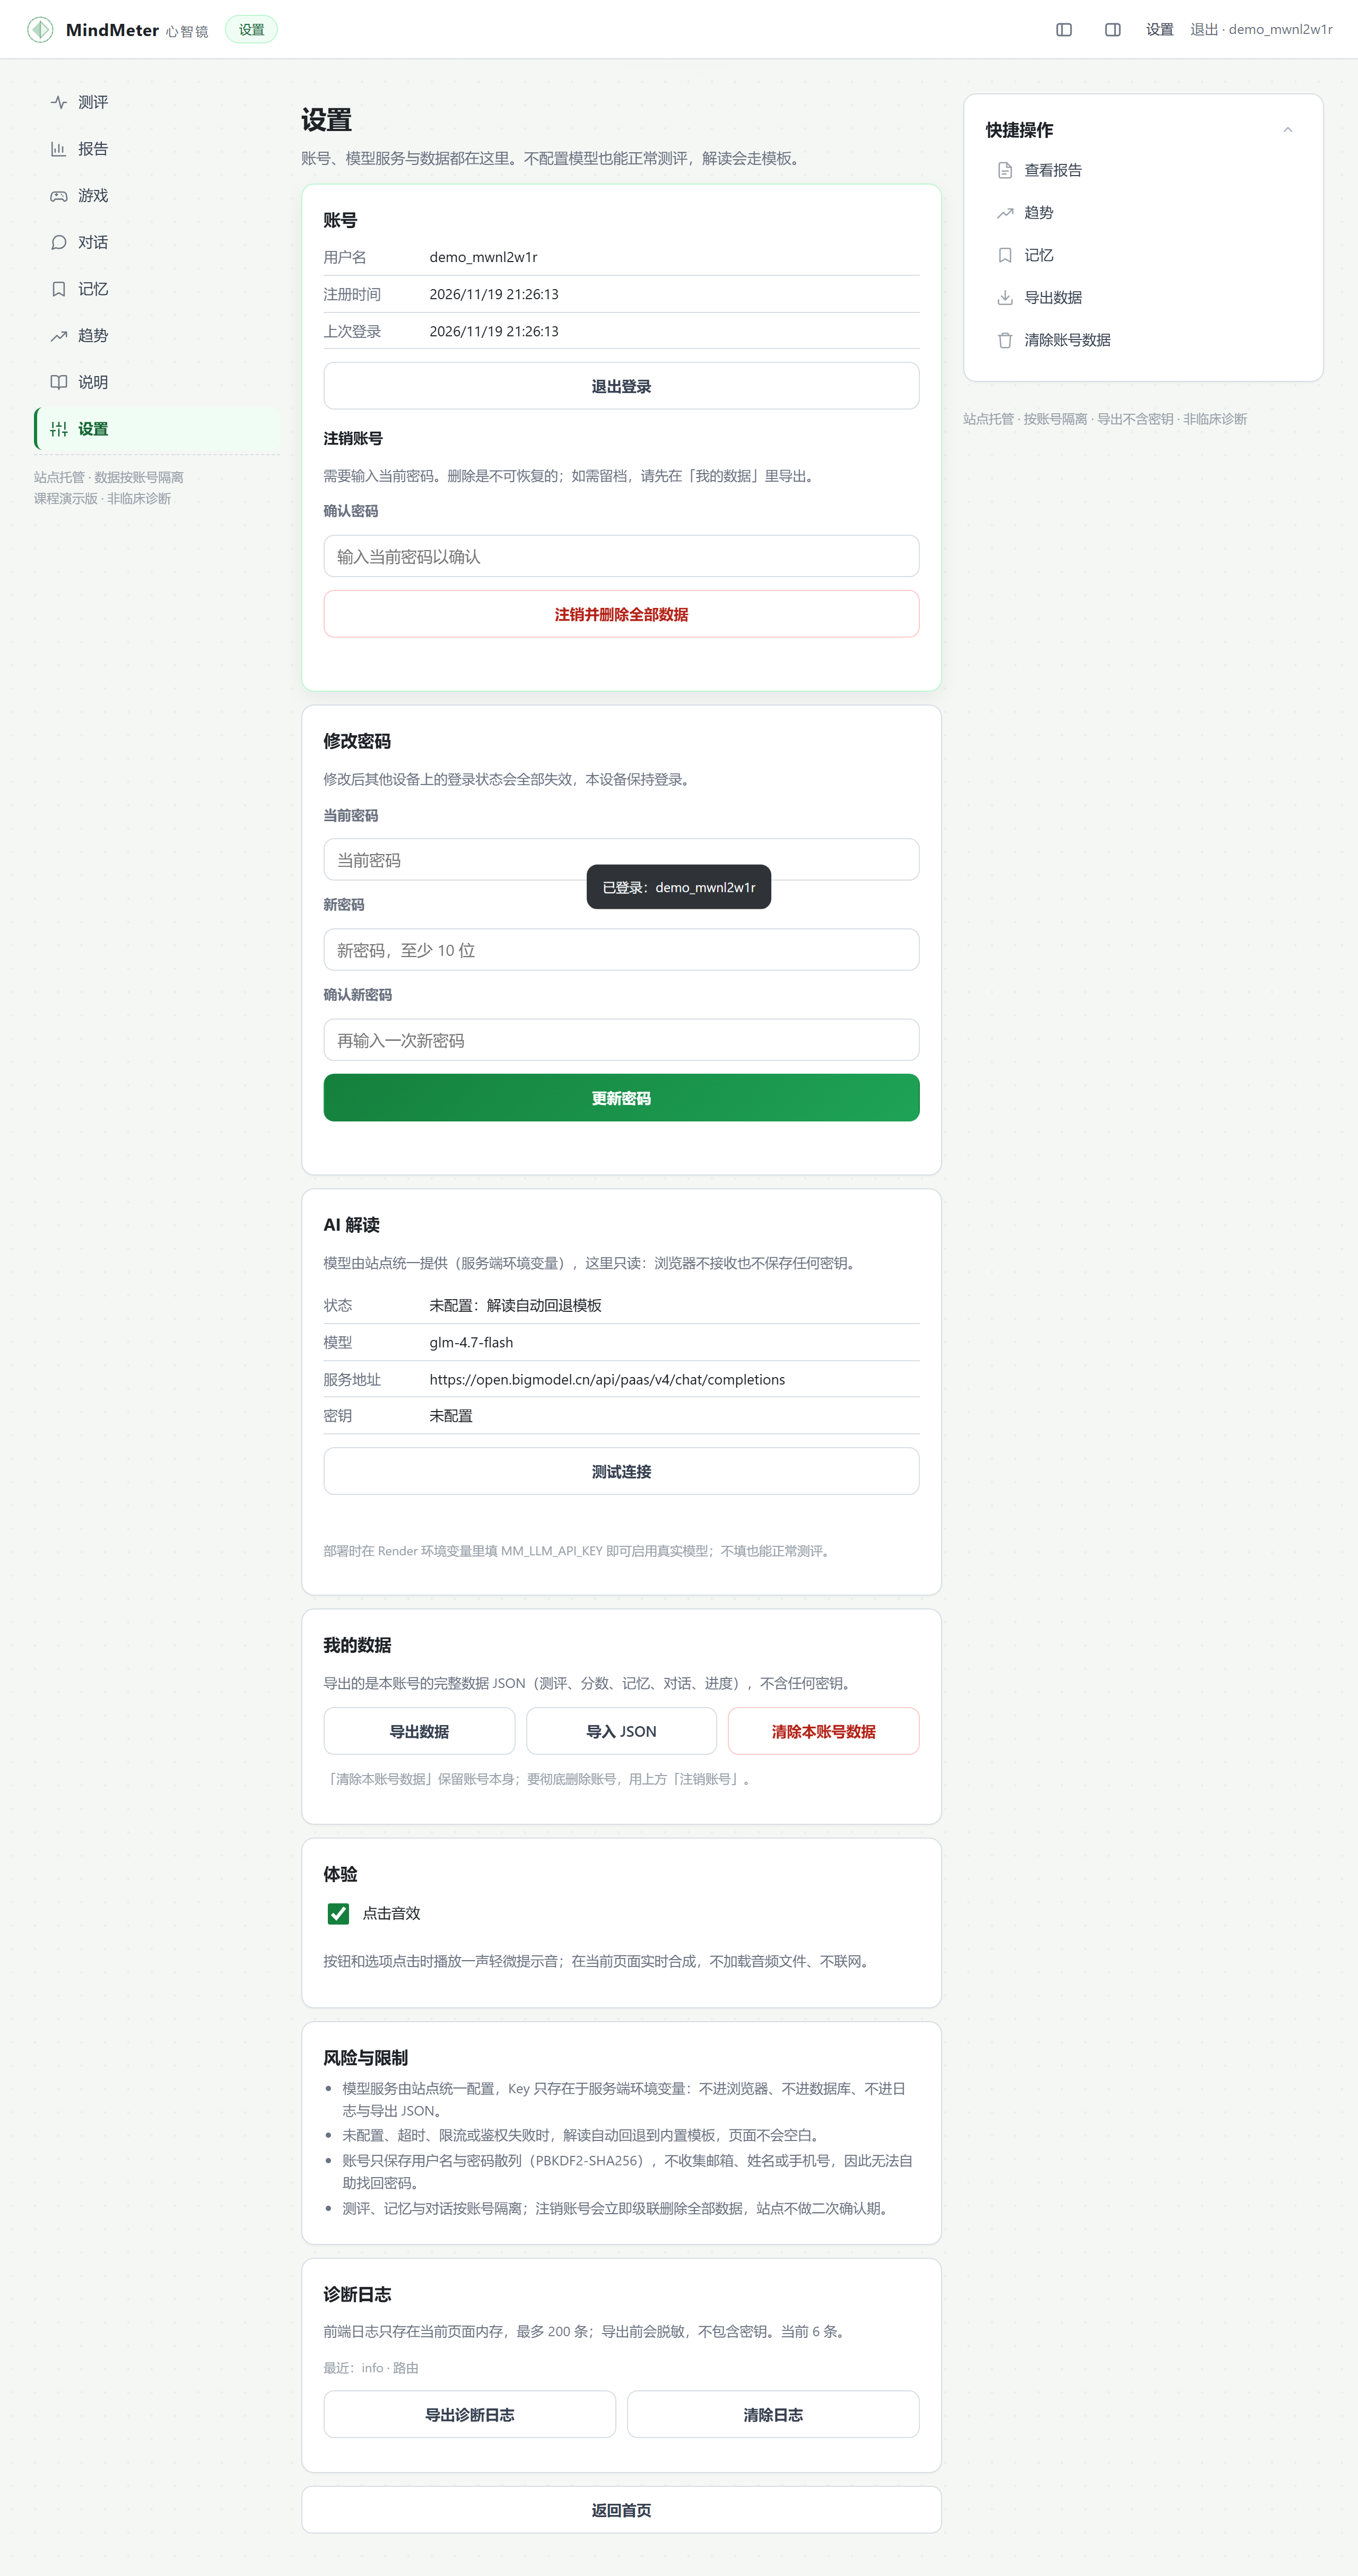 MindMeter 心智镜 设置
设置 退出 · demo_mwnl2w1r
测评
报告
游戏
对话
记忆
趋势
说明
设置
站点托管 · 数据按账号隔离
课程演示版 · 非临床诊断
设置
账号、模型服务与数据都在这里。不配置模型也能正常测评，解读会走模板。
账号
用户名 demo_mwnl2w1r
注册时间 2026/11/19 21:26:13
上次登录 2026/11/19 21:26:13
退出登录
注销账号
需要输入当前密码。删除是不可恢复的；如需留档，请先在「我的数据」里导出。
确认密码
输入当前密码以确认
注销并删除全部数据
修改密码
修改后其他设备上的登录状态会全部失效，本设备保持登录。
当前密码
当前密码
已登录：demo_mwnl2w1r
新密码
新密码，至少 10 位
确认新密码
再输入一次新密码
更新密码
AI 解读
模型由站点统一提供（服务端环境变量），这里只读：浏览器不接收也不保存任何密钥。
状态 未配置：解读自动回退模板
模型 glm-4.7-flash
服务地址 https://open.bigmodel.cn/api/paas/v4/chat/completions
密钥 未配置
测试连接
部署时在 Render 环境变量里填 MM_LLM_API_KEY 即可启用真实模型；不填也能正常测评。
我的数据
导出的是本账号的完整数据 JSON（测评、分数、记忆、对话、进度），不含任何密钥。
导出数据 导入 JSON 清除本账号数据
「清除本账号数据」保留账号本身；要彻底删除账号，用上方「注销账号」。
体验
点击音效
按钮和选项点击时播放一声轻微提示音；在当前页面实时合成，不加载音频文件、不联网。
风险与限制
• 模型服务由站点统一配置，Key 只存在于服务端环境变量：不进浏览器、不进数据库、不进日
志与导出 JSON。
• 未配置、超时、限流或鉴权失败时，解读自动回退到内置模板，页面不会空白。
• 账号只保存用户名与密码散列（PBKDF2-SHA256），不收集邮箱、姓名或手机号，因此无法自
助找回密码。
• 测评、记忆与对话按账号隔离；注销账号会立即级联删除全部数据，站点不做二次确认期。
诊断日志
前端日志只存在当前页面内存，最多 200 条；导出前会脱敏，不包含密钥。当前 6 条。
最近：info · 路由
导出诊断日志 清除日志
返回首页
快捷操作
查看报告
趋势
记忆
导出数据
清除账号数据
站点托管 · 按账号隔离 · 导出不含密钥 · 非临床诊断